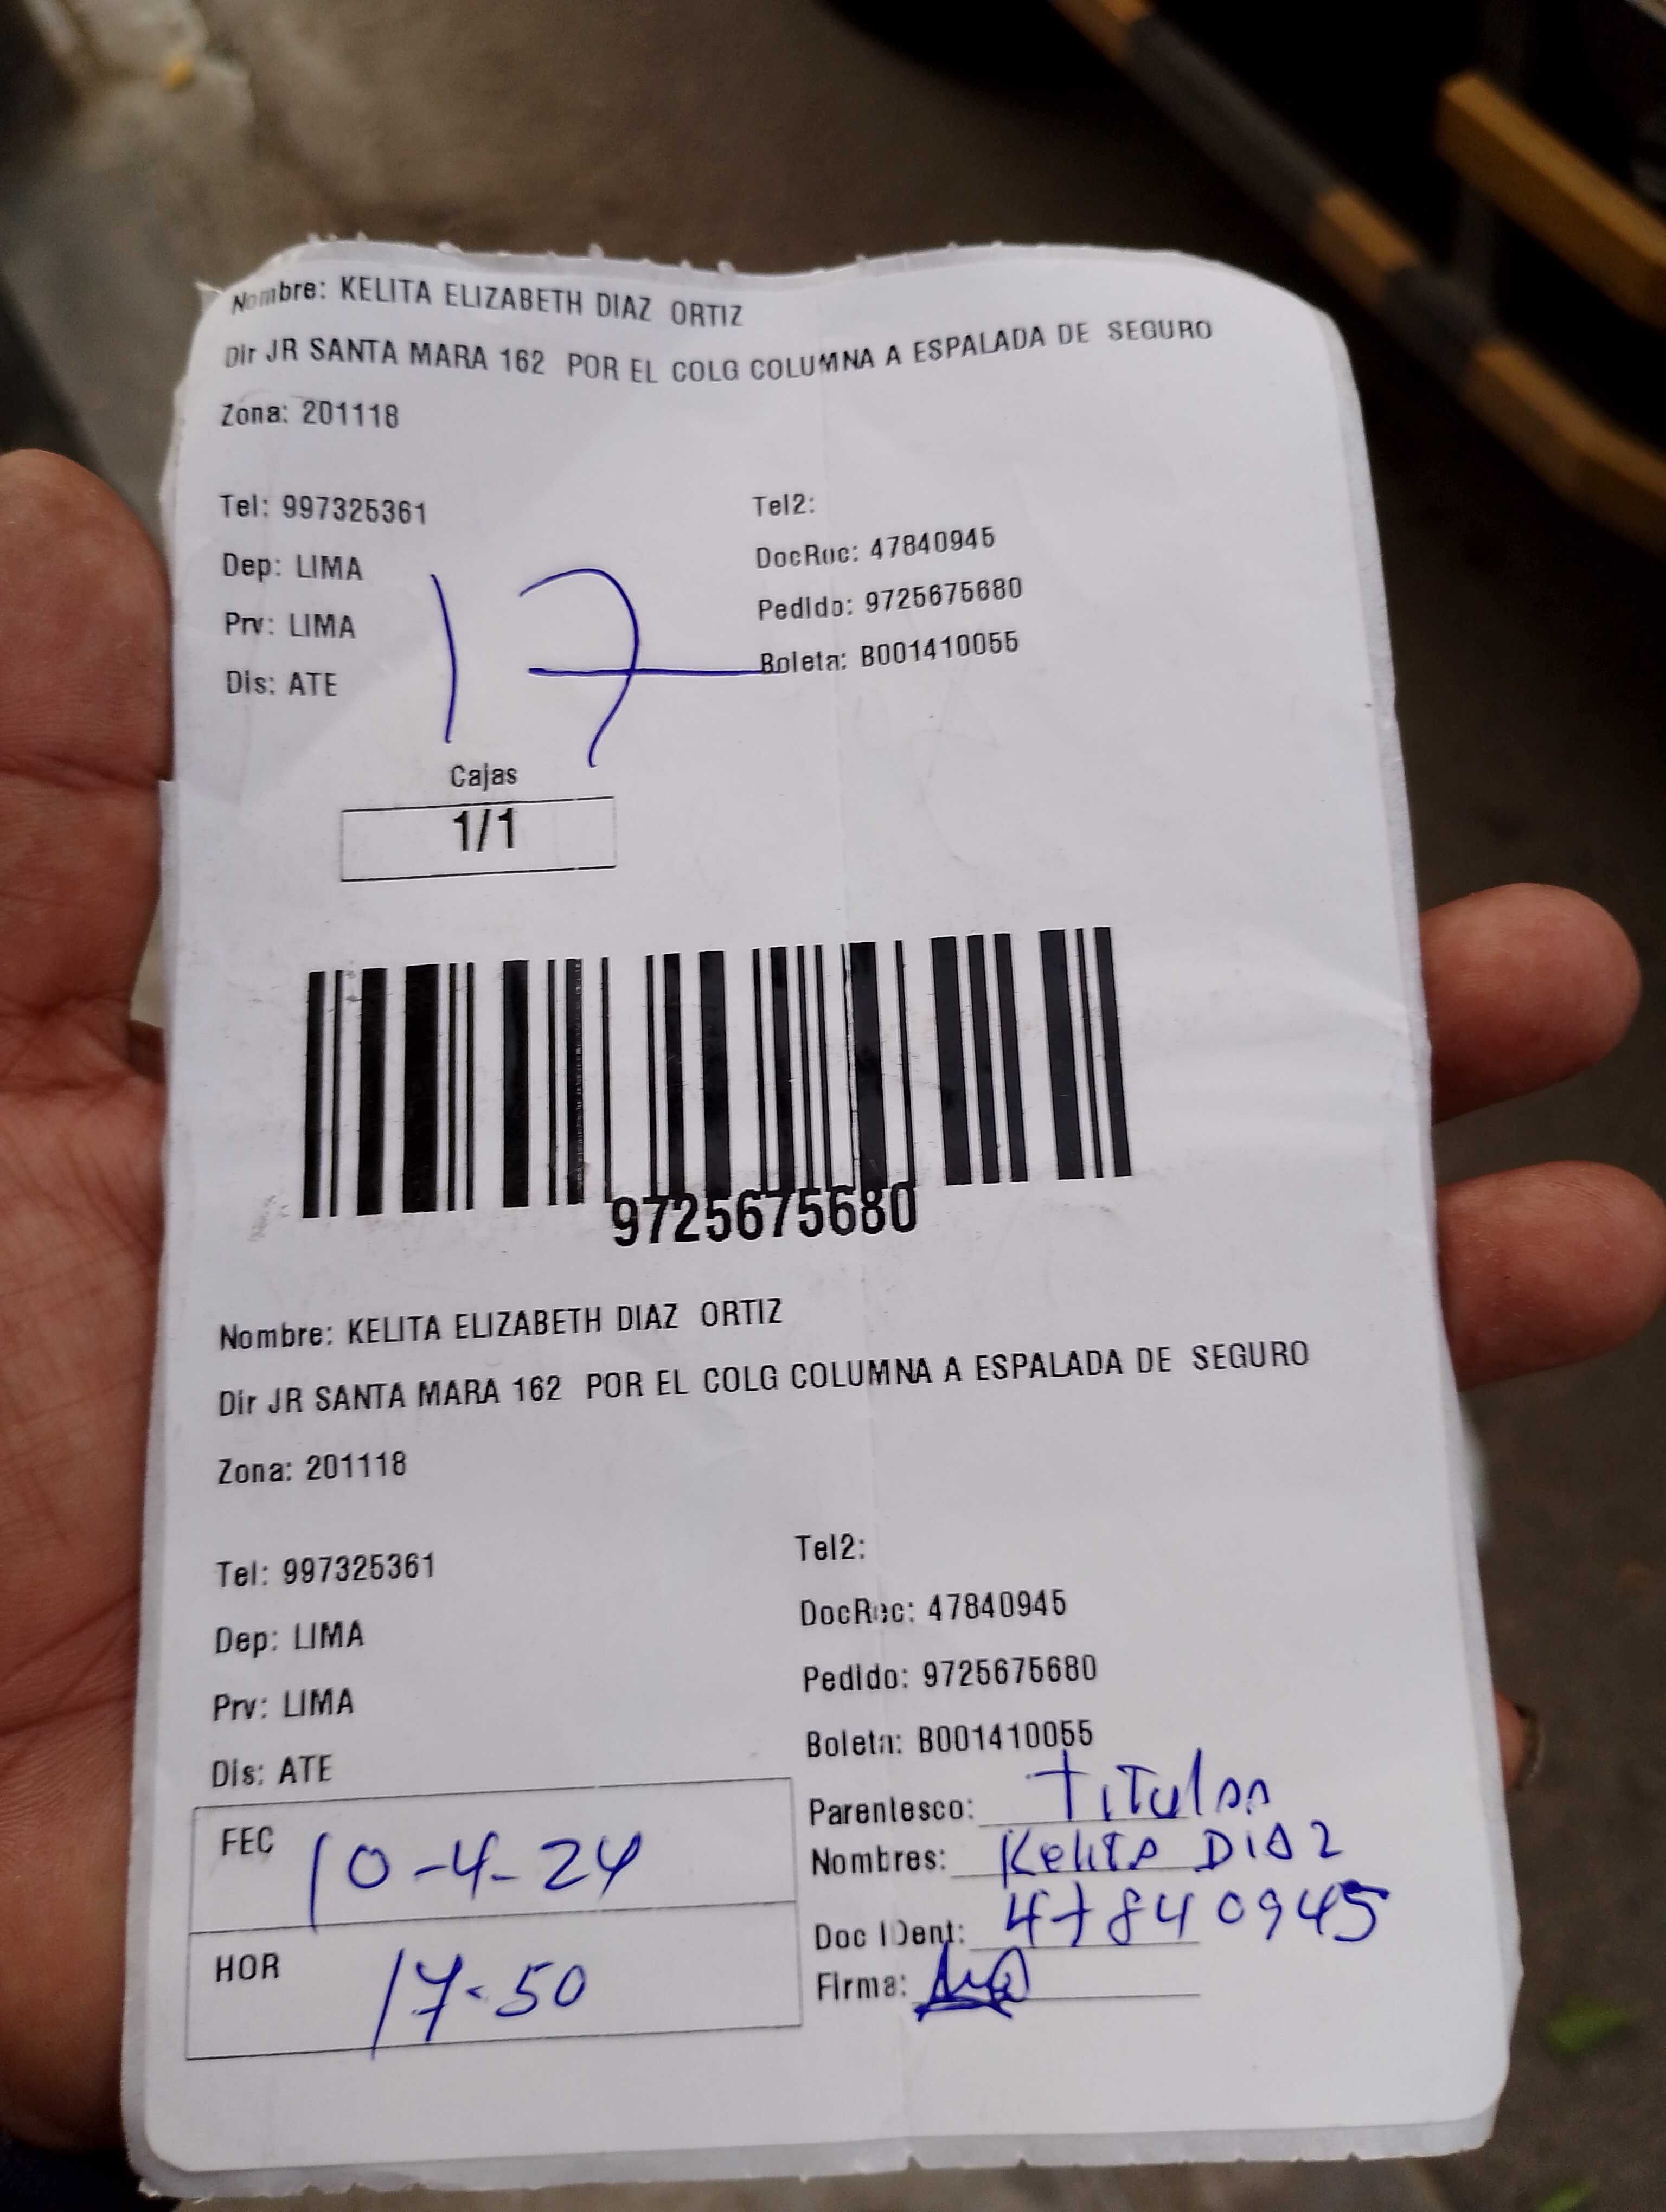 Nombre: KELITA ELIZABETH DIAZ ORTIZ
Dir JR SANTA MARA 162 POR EL COLG COLUMNA A ESPALADA DE SEGURO
Zona: 201118
Tel: 997325361
Tel2:
Dep: LIMA
DocRec: 47840945
Prv: LIMA
Pedido: 9725675680
Dis: ATE
Boleta: B001410055
17
Cajas
1/1
9725675680
Nombre: KELITA ELIZABETH DIAZ ORTIZ
Dir JR SANTA MARA 162 POR EL COLG COLUMNA A ESPALADA DE SEGURO
Zona: 201118
Tel: 997325361
Tel2:
Dep: LIMA
DocRec: 47840945
Prv: LIMA
Pedido: 9725675680
Dis: ATE
Boleta: B001410055
FEC 10-4-24
Parentesco: Titular
Nombres: Kelita DIAZ
HOR 17-50
Doc IDent: 47840945
Firma: